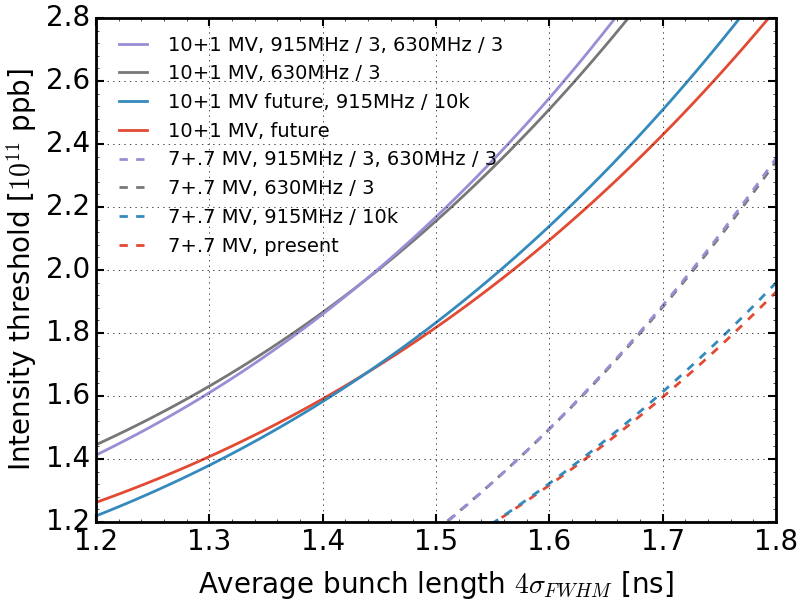 2.8
2.6
2.4
2.2
2.0
1.8
1.6
1.4
1.2
Intensity threshold [10^11 ppb]
10+1 MV, 915MHz / 3, 630MHz / 3
10+1 MV, 630MHz / 3
10+1 MV future, 915MHz / 10k
10+1 MV, future
7+.7 MV, 915MHz / 3, 630MHz / 3
7+.7 MV, 630MHz / 3
7+.7 MV, 915MHz / 10k
7+.7 MV, present
1.2 1.3 1.4 1.5 1.6 1.7 1.8
Average bunch length 4σ_FWHM [ns]